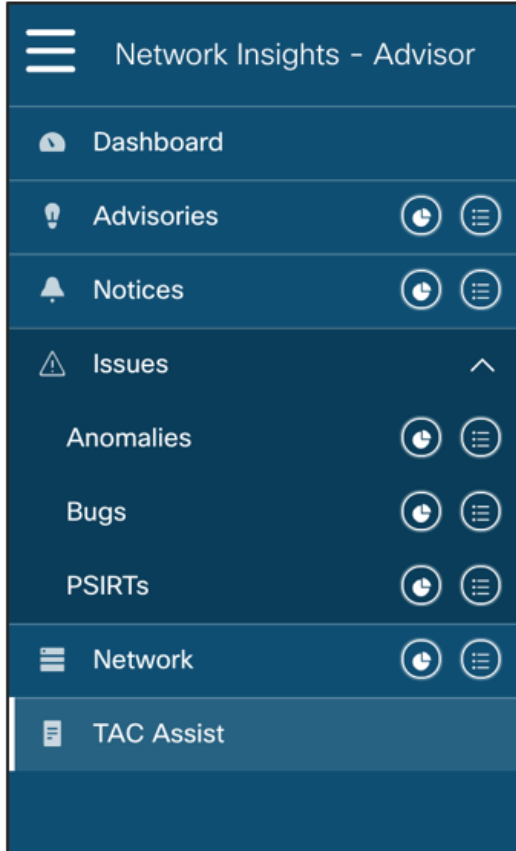 Network Insights - Advisor
Dashboard
Advisories
Notices
Issues
Anomalies
Bugs
PSIRTs
Network
TAC Assist